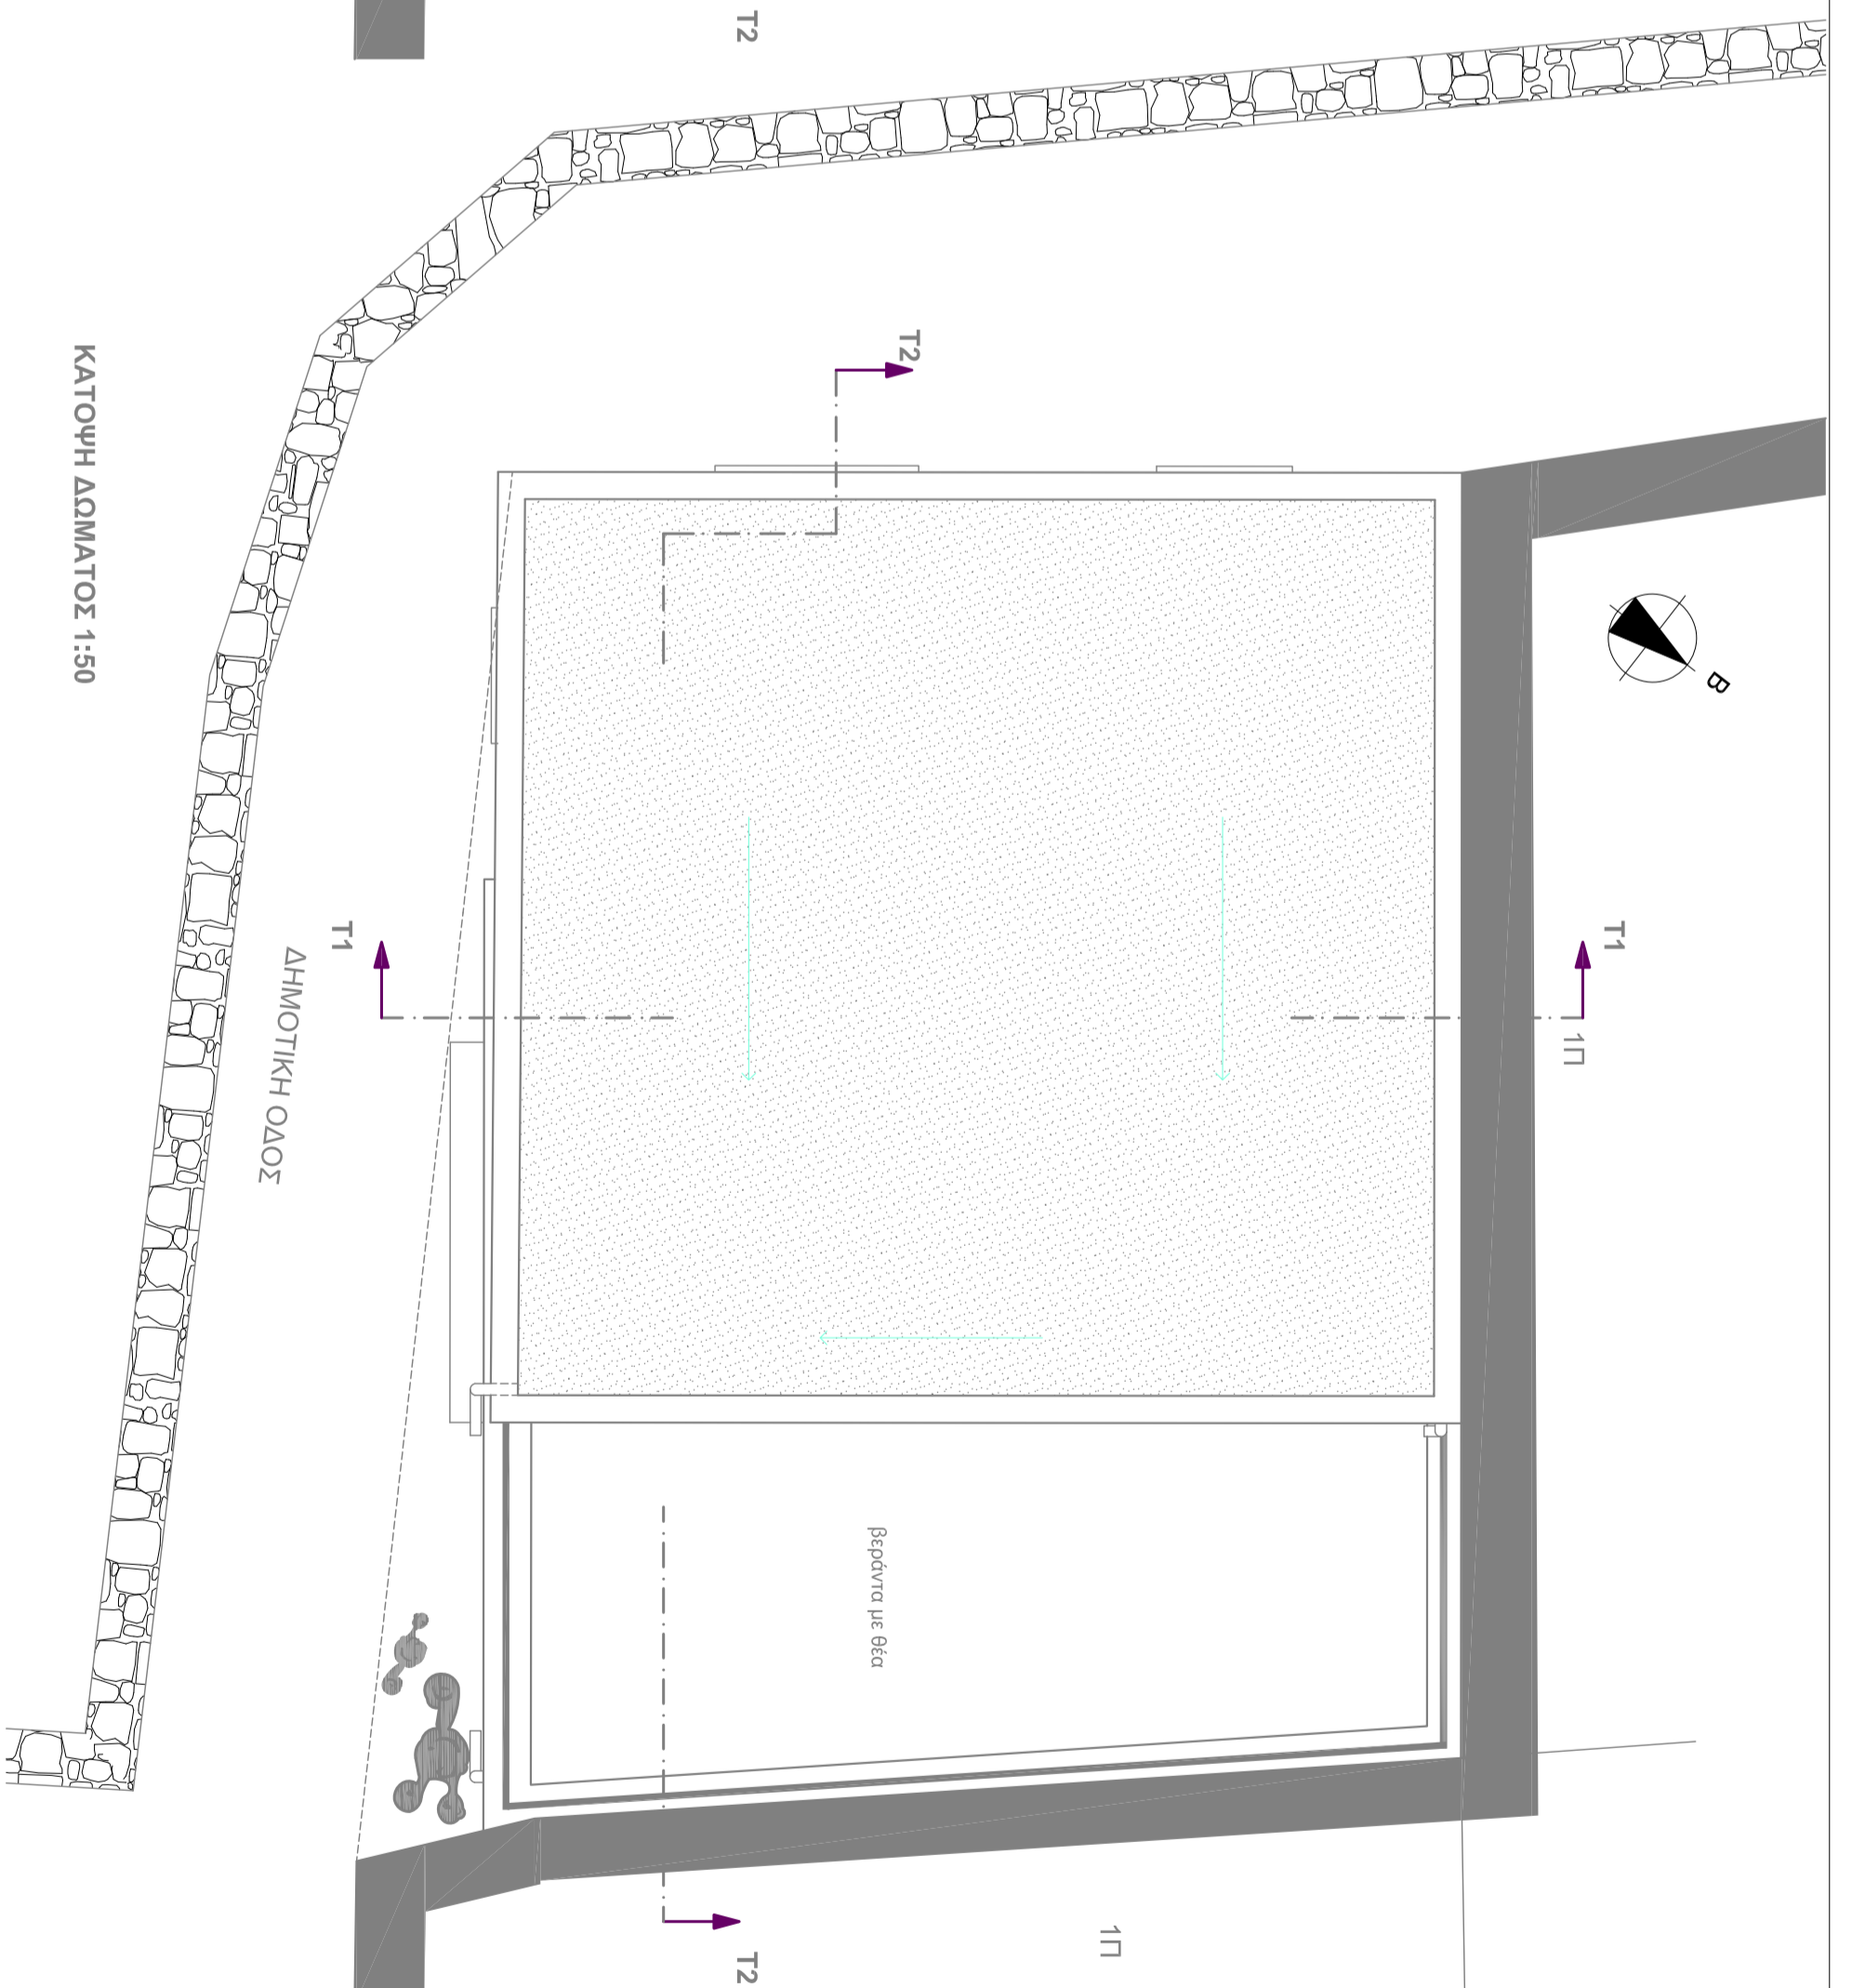 Β
Τ1
1Π
1Π
Τ2
βεράντα με θέα
Τ2
Τ2
Τ1
ΔΗΜΟΤΙΚΗ ΟΔΟΣ
ΚΑΤΟΨΗ ΔΩΜΑΤΟΣ 1:50